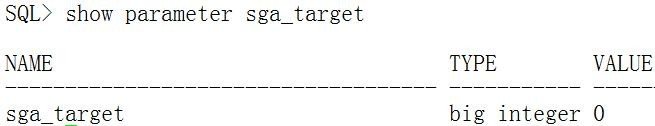 SQL> show parameter sga_target
NAME TYPE VALUE
------------------------------------ ----------- -----
sga_target big integer 0